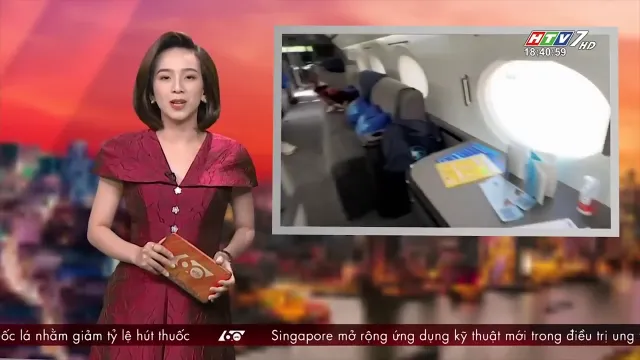 HTV7 HD
18:40:59
ốc lá nhằm giảm tỷ lệ hút thuốc 60 Singapore mở rộng ứng dụng kỹ thuật mới trong điều trị ung